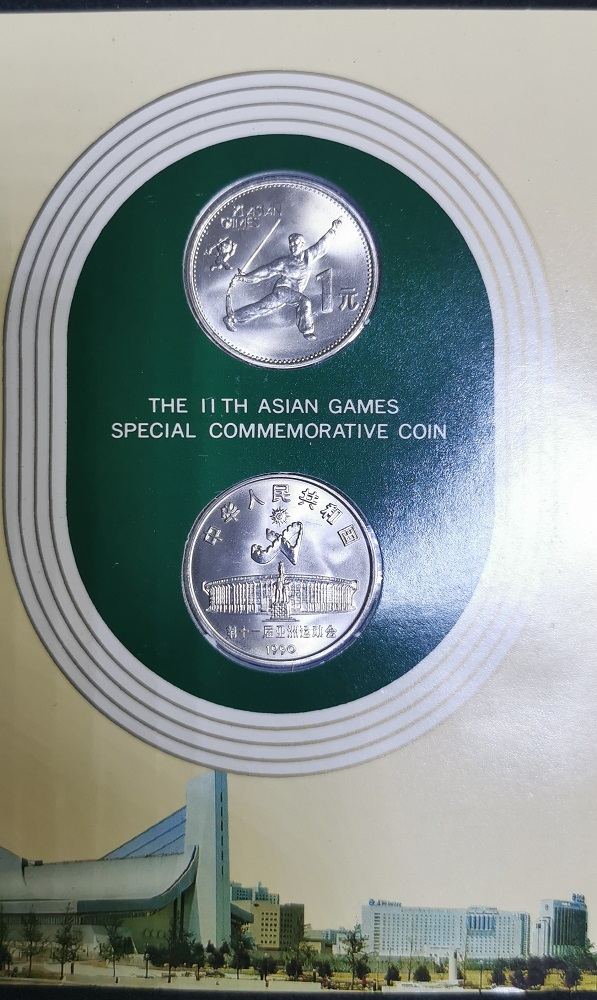 XI ASIAN
GAMES
1元
THE 11TH ASIAN GAMES
SPECIAL COMMEMORATIVE COIN
中华人民共和国
第十一届亚洲运动会
1990